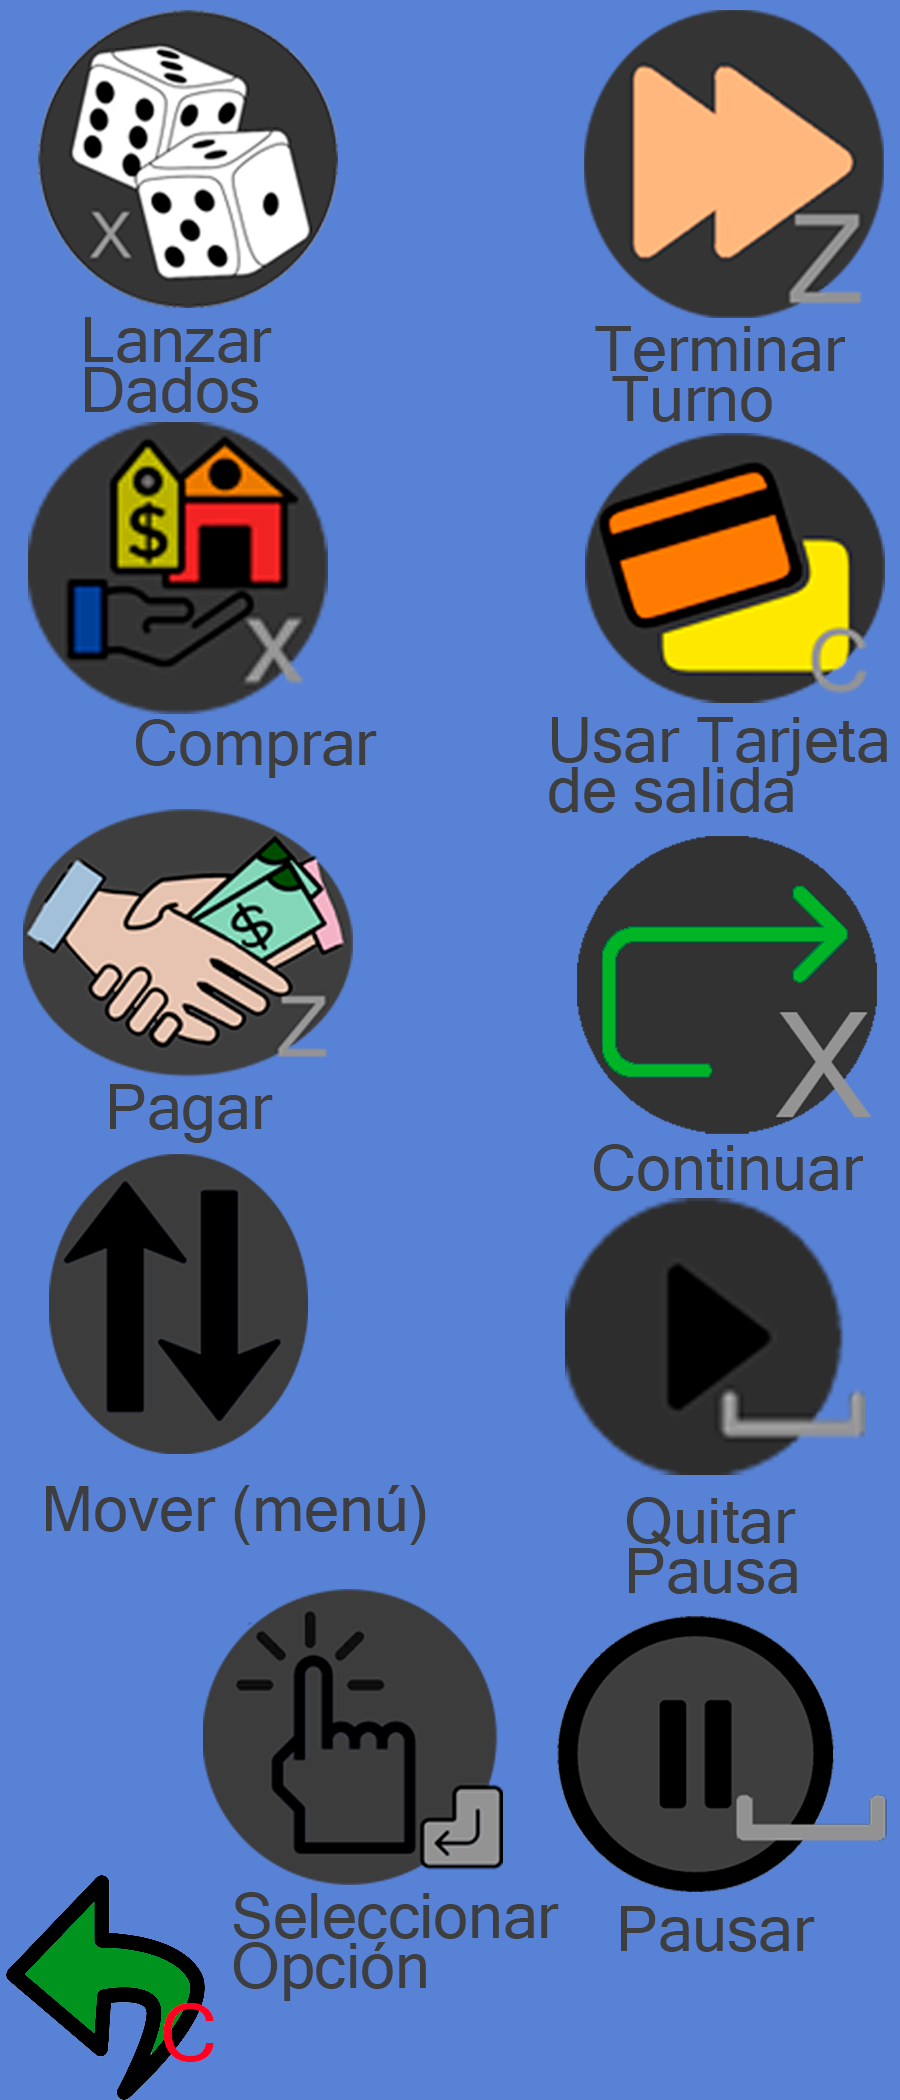 X
Z
Lanzar
Dados
Terminar
Turno
$
X
C
Comprar
Usar Tarjeta
de salida
$
Z
X
Pagar
Continuar
Mover (menú)
Quitar
Pausa
Seleccionar
Opción
Pausar
C